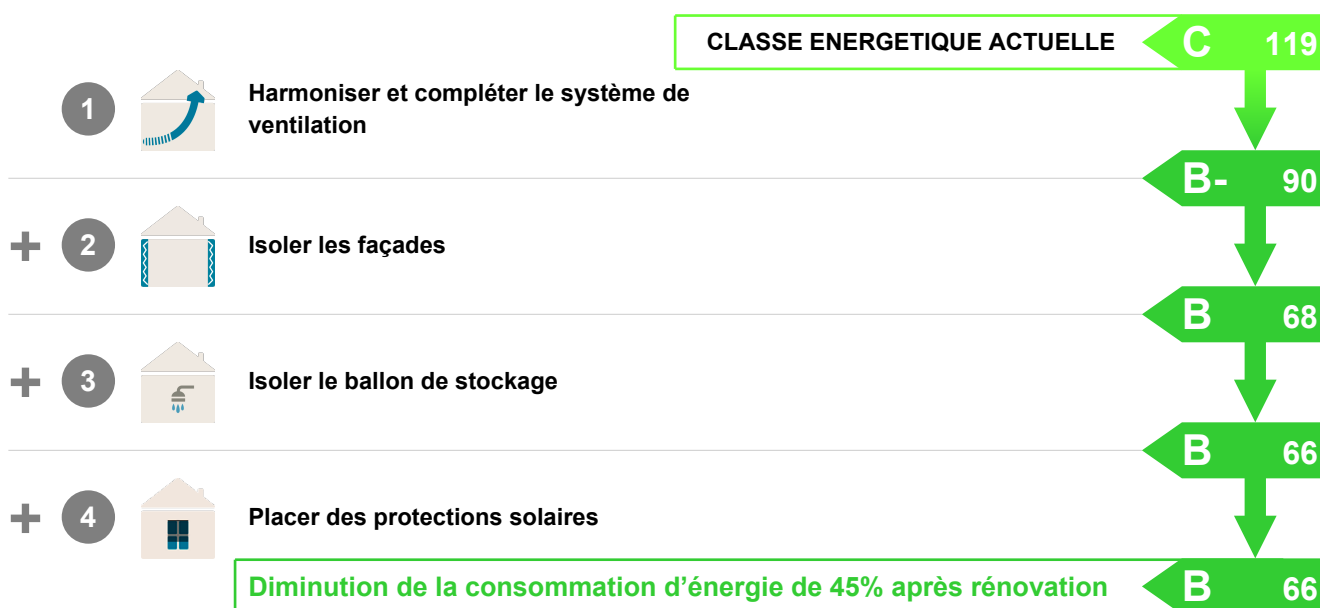 CLASSE ENERGETIQUE ACTUELLE C 119
1 Harmoniser et compléter le système de
ventilation
B- 90
+ 2 Isoler les façades
B 68
+ 3 Isoler le ballon de stockage
B 66
+ 4 Placer des protections solaires
Diminution de la consommation d’énergie de 45% après rénovation B 66